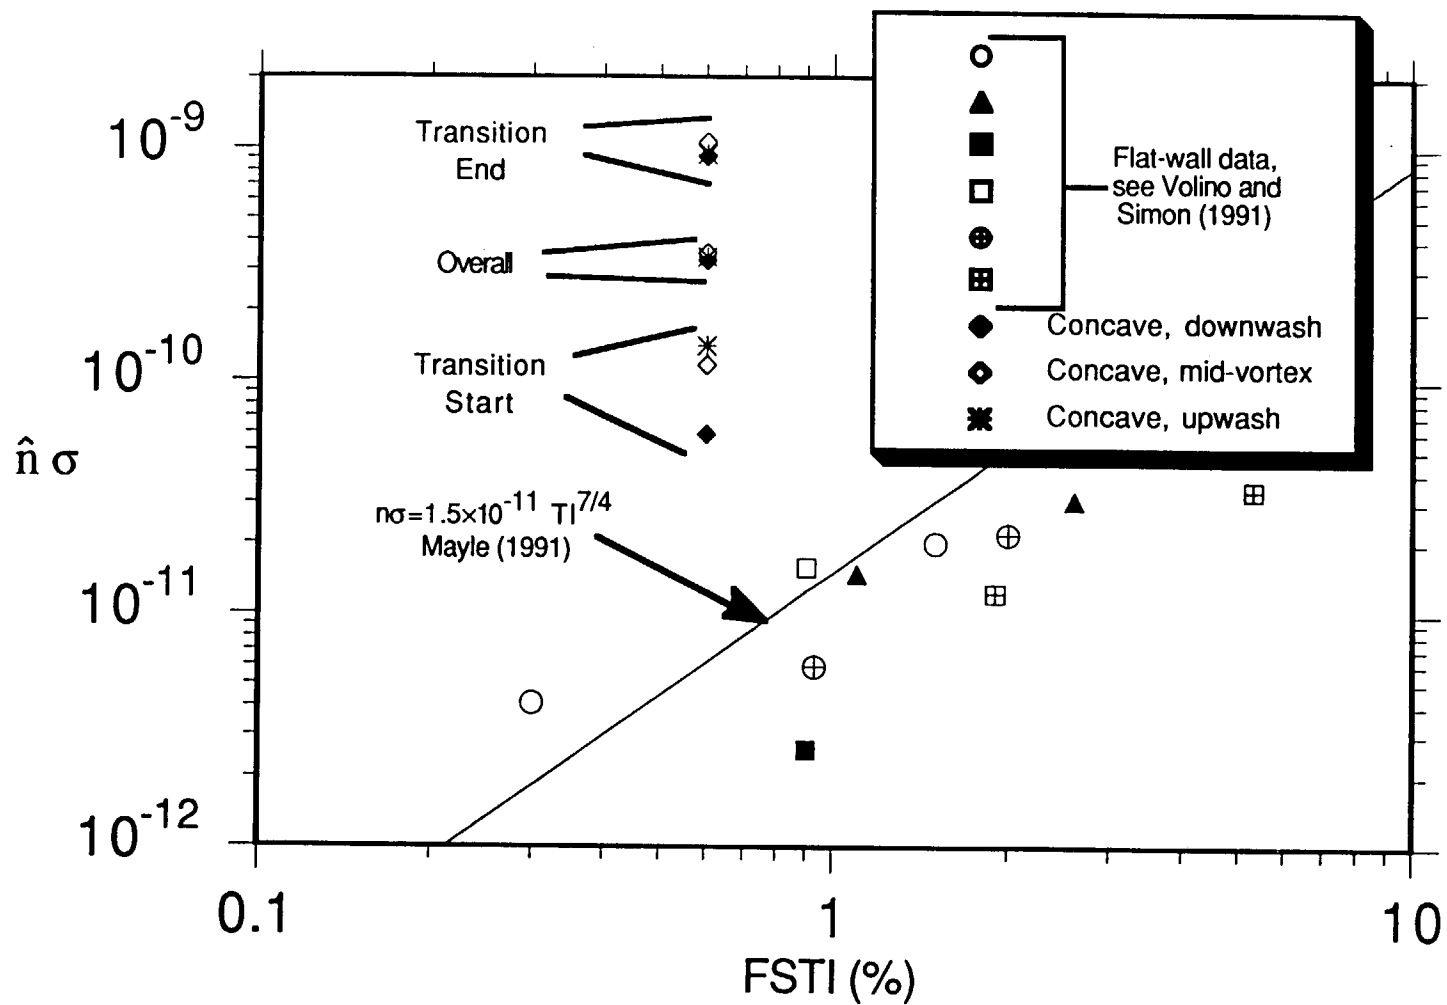 10^-9
10^-10
10^-11
10^-12
n̂ σ
Transition
End
Overall
Transition
Start
nσ=1.5×10^-11 TI^7/4
Mayle (1991)
Flat-wall data,
see Volino and
Simon (1991)
Concave, downwash
Concave, mid-vortex
Concave, upwash
0.1
1
10
FSTI (%)